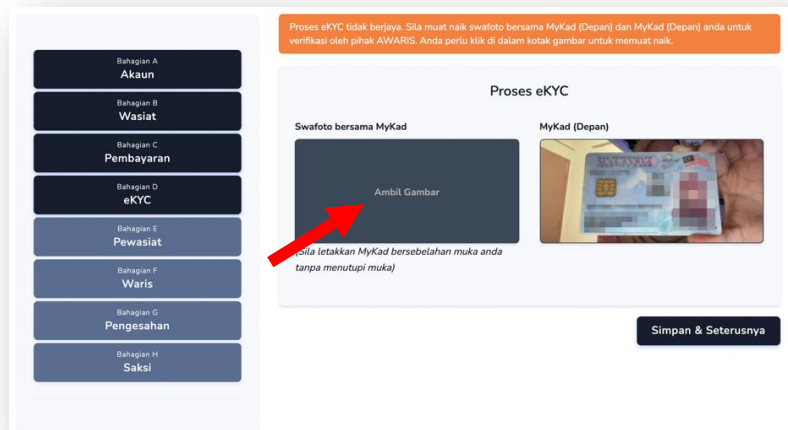 Bahagian A
Akaun
Bahagian B
Wasiat
Bahagian C
Pembayaran
Bahagian D
eKYC
Bahagian E
Pewasiat
Bahagian F
Waris
Bahagian G
Pengesahan
Bahagian H
Saksi
Proses eKYC tidak berjaya. Sila muat naik swafoto bersama MyKad (Depan) dan MyKad (Depan) anda untuk
verifikasi oleh pihak AWARIS. Anda perlu klik di dalam kotak gambar untuk memuat naik.
Proses eKYC
Swafoto bersama MyKad
Ambil Gambar
(Sila letakkan MyKad bersebelahan muka anda
tanpa menutupi muka)
MyKad (Depan)
MALAYSIA
Simpan & Seterusnya